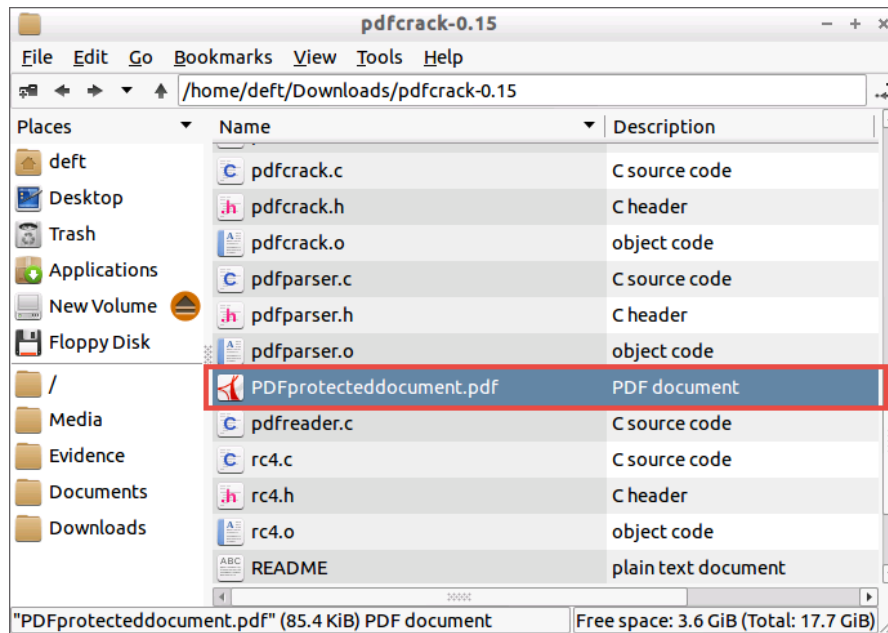 pdfcrack-0.15
File Edit Go Bookmarks View Tools Help
/home/deft/Downloads/pdfcrack-0.15
Places Name Description
deft
Desktop
Trash
Applications
New Volume
Floppy Disk
/
Media
Evidence
Documents
Downloads
pdfcrack.c C source code
pdfcrack.h C header
pdfcrack.o object code
pdfparser.c C source code
pdfparser.h C header
pdfparser.o object code
PDFprotecteddocument.pdf PDF document
pdfreader.c C source code
rc4.c C source code
rc4.h C header
rc4.o object code
README plain text document
"PDFprotecteddocument.pdf" (85.4 KiB) PDF document Free space: 3.6 GiB (Total: 17.7 GiB)